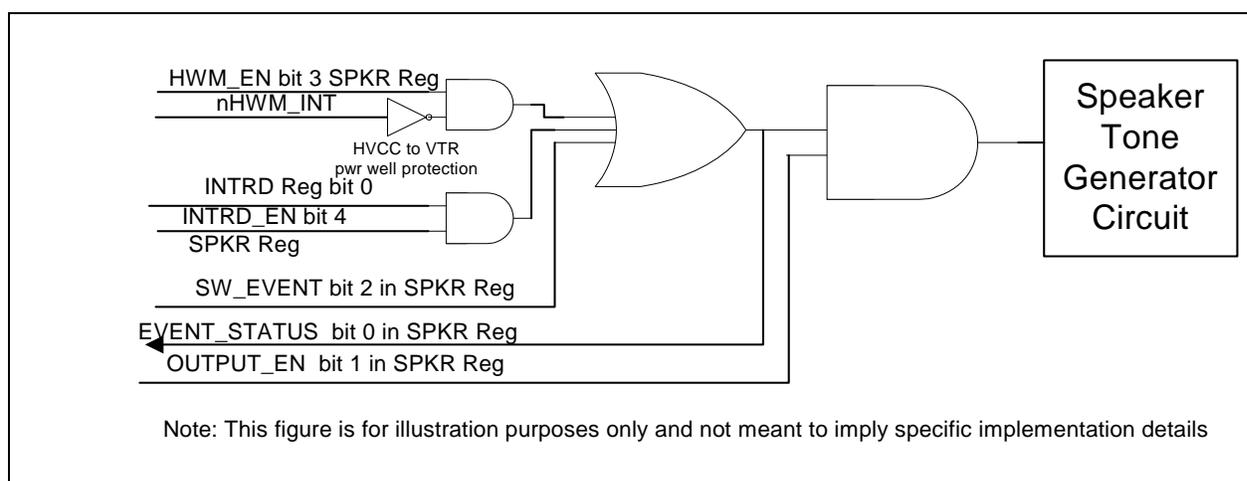 HWM_EN bit 3 SPKR Reg
nHWM_INT
HVCC to VTR
pwr well protection
INTRD Reg bit 0
INTRD_EN bit 4
SPKR Reg
SW_EVENT bit 2 in SPKR Reg
EVENT_STATUS bit 0 in SPKR Reg
OUTPUT_EN bit 1 in SPKR Reg
Speaker
Tone
Generator
Circuit
Note: This figure is for illustration purposes only and not meant to imply specific implementation details